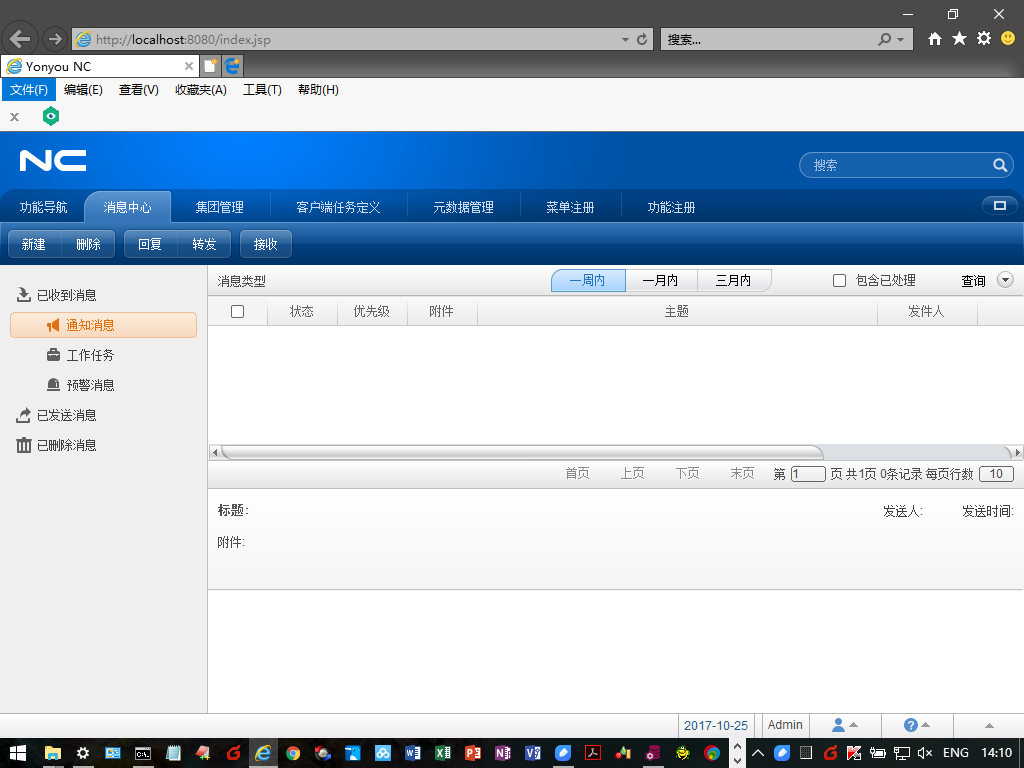 http://localhost:8080/index.jsp 搜索...
Yonyou NC
文件(F) 编辑(E) 查看(V) 收藏夹(A) 工具(T) 帮助(H)
NC
搜索
功能导航 消息中心 集团管理 客户端任务定义 元数据管理 菜单注册 功能注册
新建 删除 回复 转发 接收
消息类型 一周内 一月内 三月内 包含已处理 查询
已收到消息
状态 优先级 附件 主题 发件人
通知消息
工作任务
预警消息
已发送消息
已删除消息
首页 上页 下页 末页 第 1 页 共1页 0条记录 每页行数 10
标题: 发送人: 发送时间:
附件:
2017-10-25 Admin
ENG 14:10